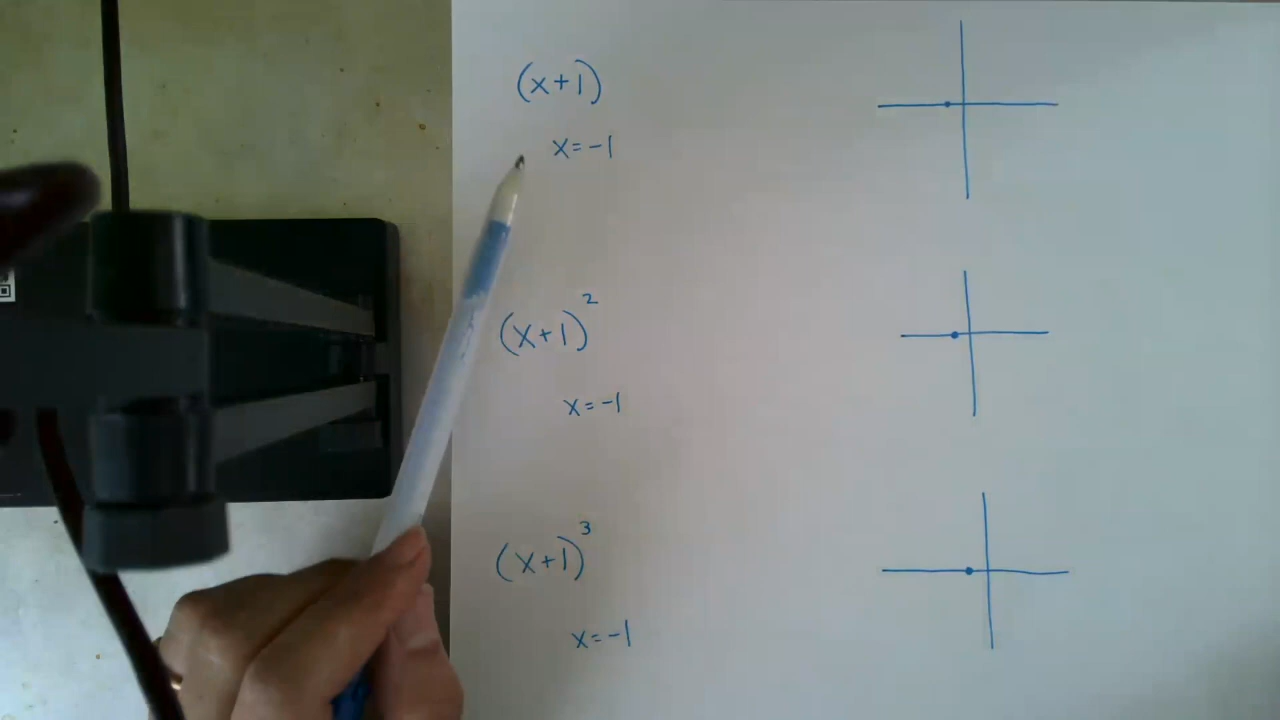 (x+1)
x=-1
(x+1)²
x=-1
(x+1)³
x=-1